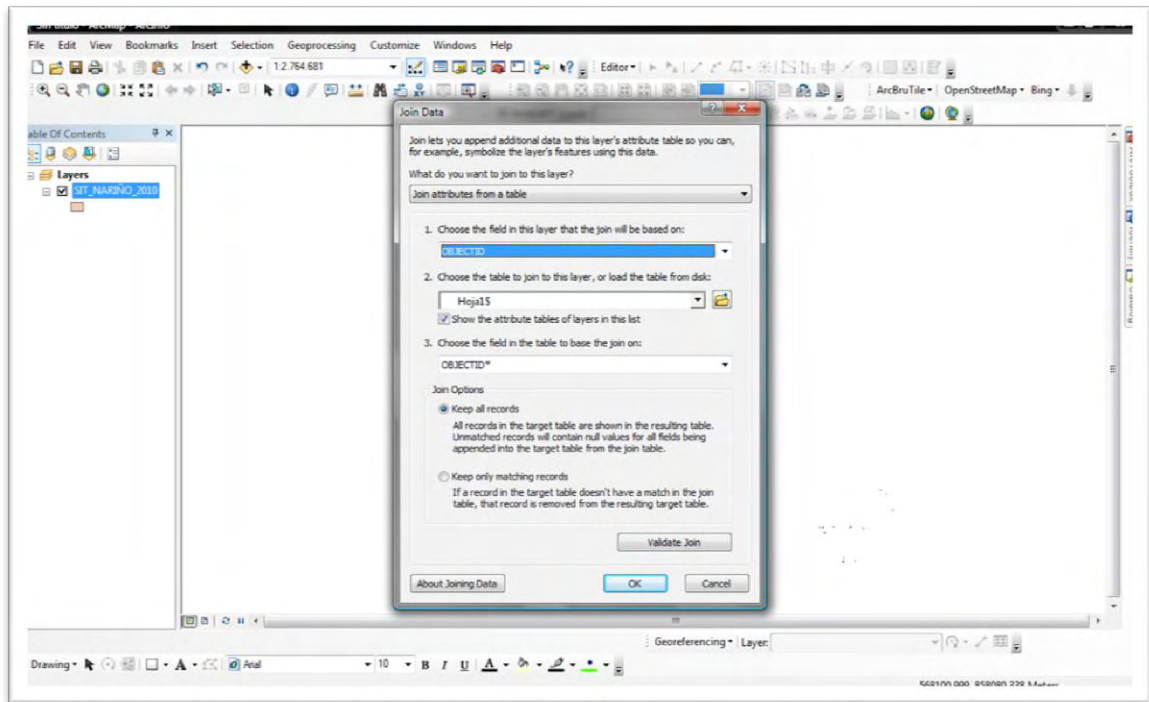 File Edit View Bookmarks Insert Selection Geoprocessing Customize Windows Help
1:2.764.681 Editor
ArcBruTile OpenStreetMap Bing
Join Data
Table Of Contents
Layers
SIT_NARIÑO_2010
Join lets you append additional data to this layer's attribute table so you can,
for example, symbolize the layer's features using this data.
What do you want to join to this layer?
Join attributes from a table
1. Choose the field in this layer that the join will be based on:
OBJECTID
2. Choose the table to join to this layer, or load the table from disk:
Hoja1$
Show the attribute tables of layers in this list
3. Choose the field in the table to base the join on:
OBJECTID*
Join Options
Keep all records
All records in the target table are shown in the resulting table.
Unmatched records will contain null values for all fields being
appended into the target table from the join table.
Keep only matching records
If a record in the target table doesn't have a match in the join
table, that record is removed from the resulting target table.
Validate Join
About Joining Data OK Cancel
Georeferencing Layer:
Drawing A Arial 10 B I U A